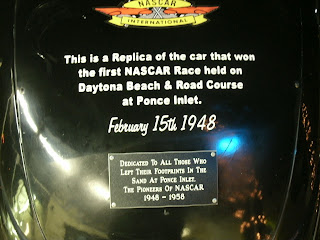 NASCAR
INTERNATIONAL
This is a Replica of the car that won
the first NASCAR Race held on
Daytona Beach & Road Course
at Ponce Inlet.
February 15th 1948
DEDICATED TO ALL THOSE WHO
LEFT THEIR FOOTPRINTS IN THE
SAND AT PONCE INLET.
THE PIONEERS OF NASCAR
1948 - 1958